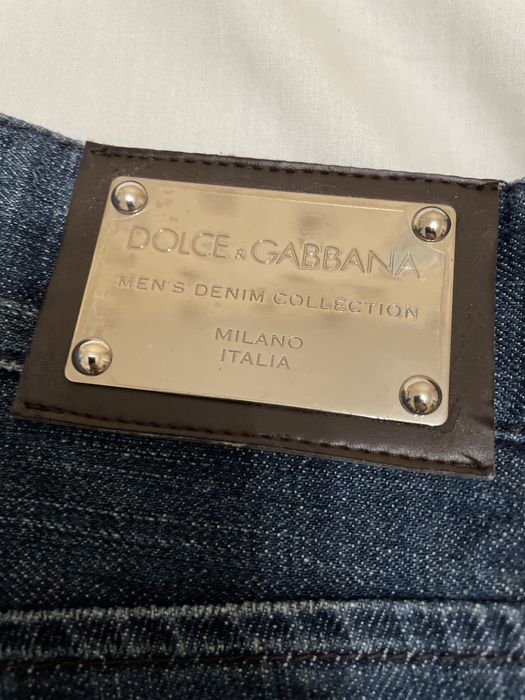 DOLCE & GABBANA
MEN'S DENIM COLLECTION
MILANO
ITALIA